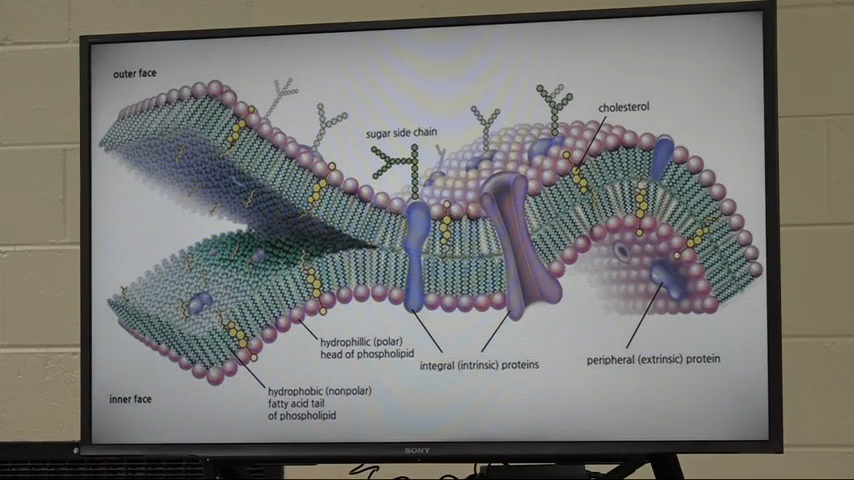 outer face
sugar side chain
cholesterol
hydrophillic (polar)
head of phospholipid
integral (intrinsic) proteins
peripheral (extrinsic) protein
inner face
hydrophobic (nonpolar)
fatty acid tail
of phospholipid
SONY